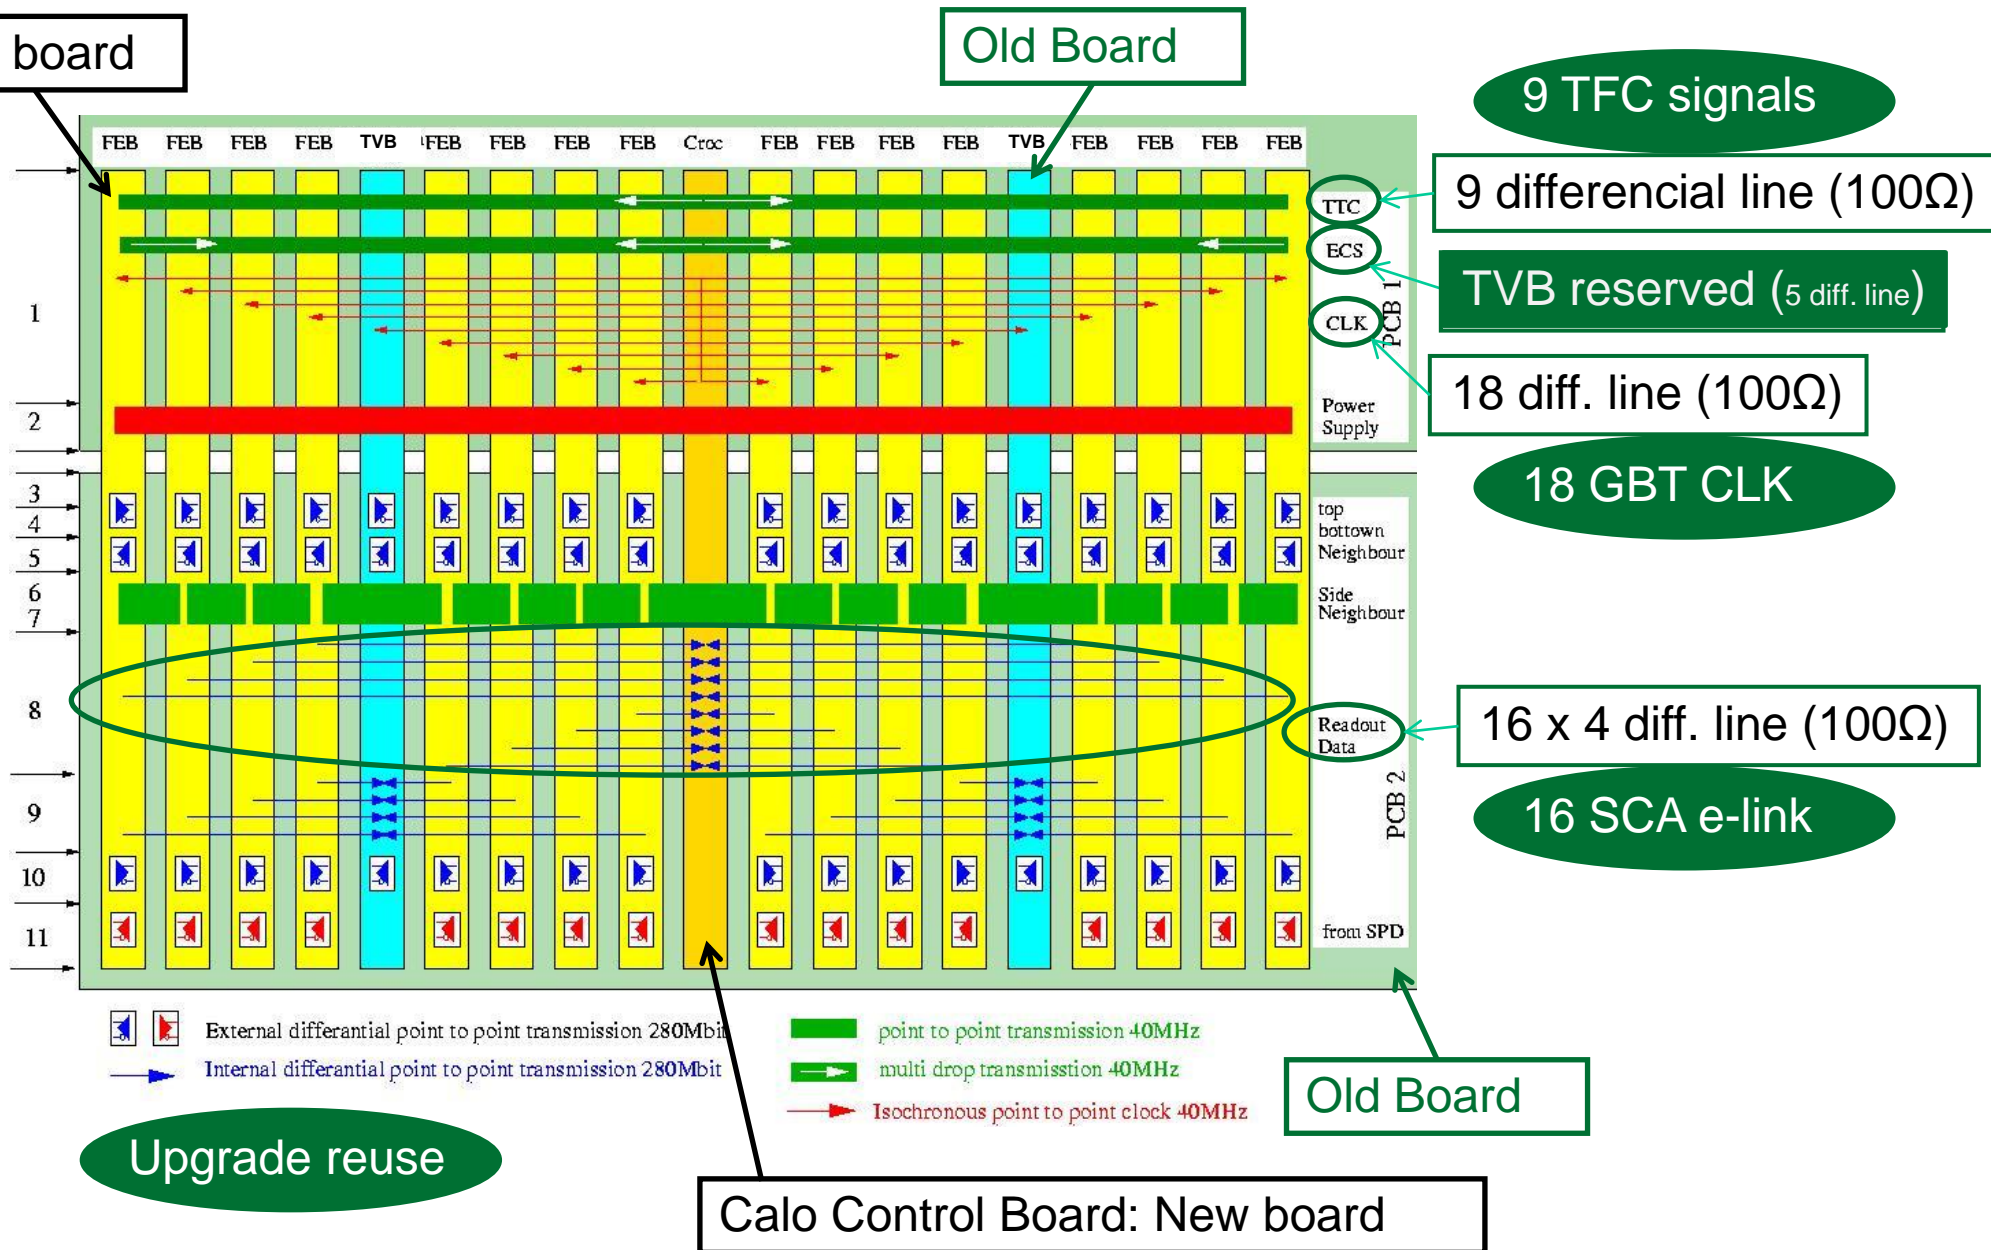 board
Old Board
9 TFC signals
FEB FEB FEB FEB TVB FEB FEB FEB FEB Croc FEB FEB FEB FEB TVB FEB FEB FEB FEB
9 differencial line (100Ω)
TTC
ECS
TVB reserved (5 diff. line)
CLK
PCB 1
18 diff. line (100Ω)
1
2
Power
Supply
18 GBT CLK
3
4
5
top
bottown
Neighbour
6
7
Side
Neighbour
8
Readout
Data
16 x 4 diff. line (100Ω)
PCB 2
16 SCA e-link
9
10
11
from SPD
External differantial point to point transmission 280Mbit
Internal differantial point to point transmission 280Mbit
point to point transmission 40MHz
multi drop transmisstion 40MHz
Isochronous point to point clock 40MHz
Old Board
Upgrade reuse
Calo Control Board: New board